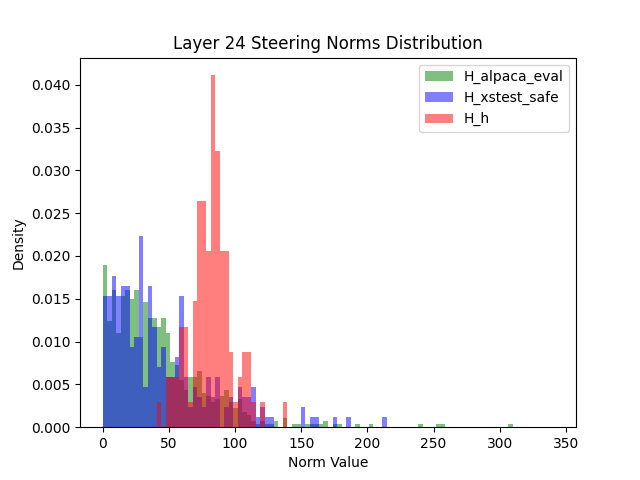 Layer 24 Steering Norms Distribution
H_alpaca_eval
H_xstest_safe
H_h
0.040
0.035
0.030
0.025
0.020
0.015
0.010
0.005
0.000
Density
0 50 100 150 200 250 300 350
Norm Value